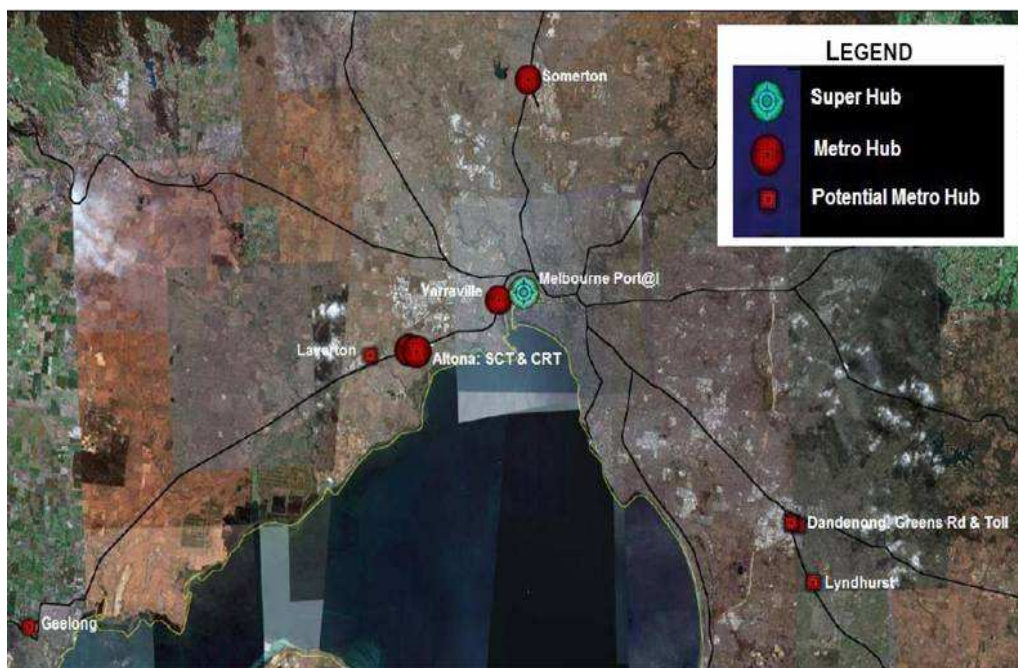 LEGEND
Super Hub
Metro Hub
Potential Metro Hub
Somerton
Melbourne Port@l
Yarraville
Laverton
Altona: SCT & CRT
Dandenong: Greens Rd & Toll
Lyndhurst
Geelong